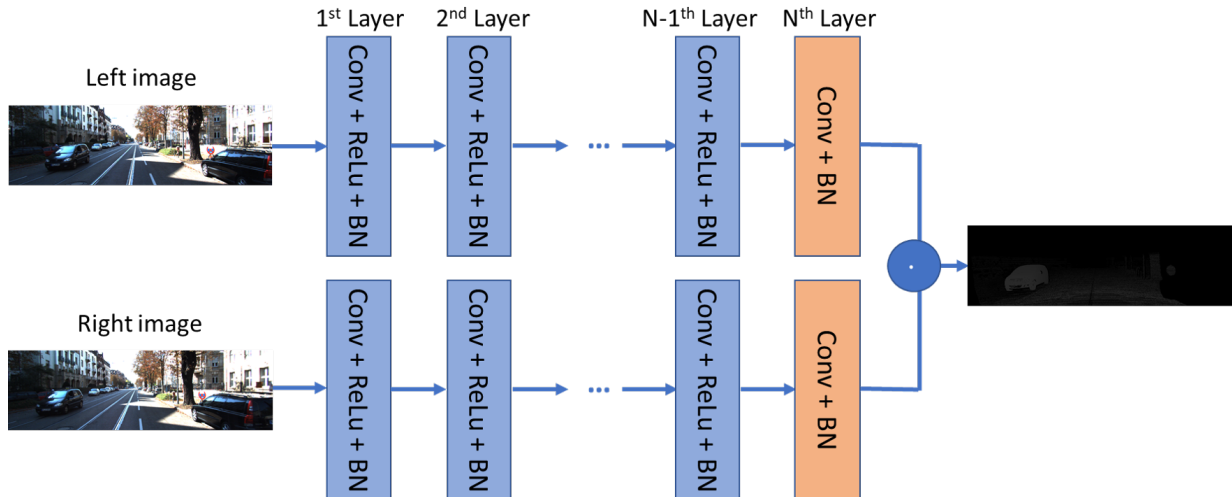 1st Layer
2nd Layer
N-1th Layer
Nth Layer
Left image
Conv + ReLu + BN
Conv + ReLu + BN
...
Conv + ReLu + BN
Conv + BN
.
Right image
Conv + ReLu + BN
Conv + ReLu + BN
...
Conv + ReLu + BN
Conv + BN